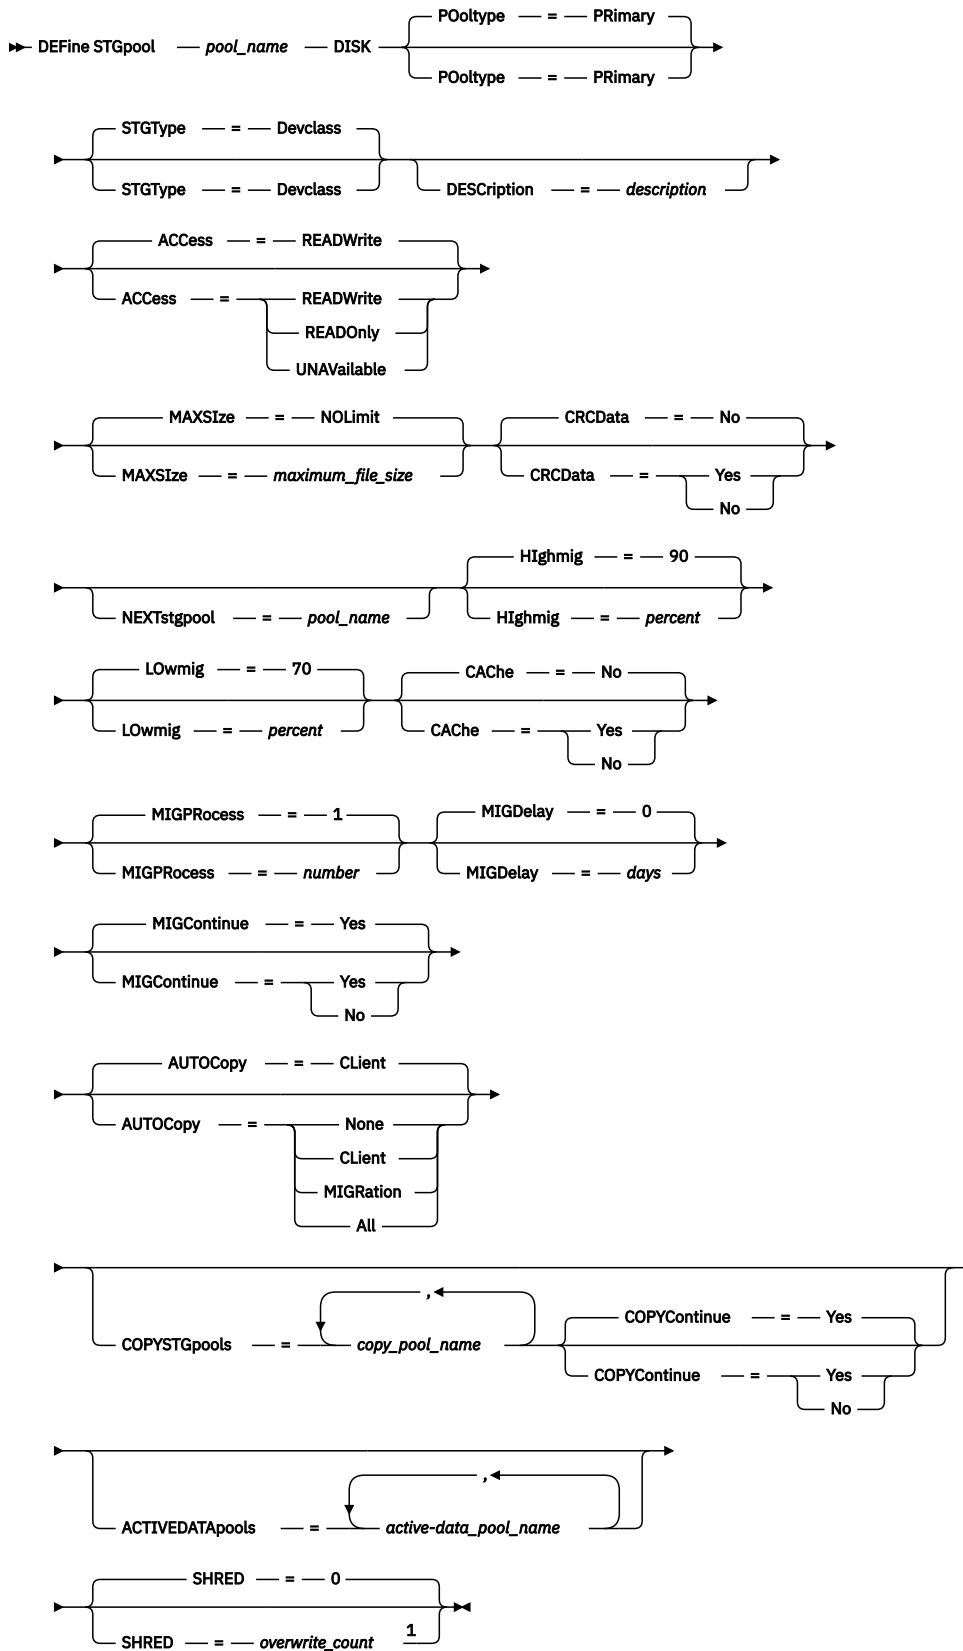 POoltype = PRimary
DEFine STGpool pool_name DISK
POoltype = PRimary
STGType = Devclass
STGType = Devclass
DESCription = description
ACCess = READWrite
ACCess = READWrite
READOnly
UNAVailable
MAXSIze = NOLimit
MAXSIze = maximum_file_size
CRCData = No
CRCData = Yes
No
NEXTstgpool = pool_name
HIghmig = 90
HIghmig = percent
LOwmig = 70
LOwmig = percent
CAChe = No
CAChe = Yes
No
MIGPRocess = 1
MIGPRocess = number
MIGDelay = 0
MIGDelay = days
MIGContinue = Yes
MIGContinue = Yes
No
AUTOCopy = CLient
AUTOCopy = None
CLient
MIGRation
All
,
COPYSTGpools = copy_pool_name
COPYContinue = Yes
COPYContinue = Yes
No
,
ACTIVEDATApools = active-data_pool_name
SHRED = 0
SHRED = overwrite_count 1